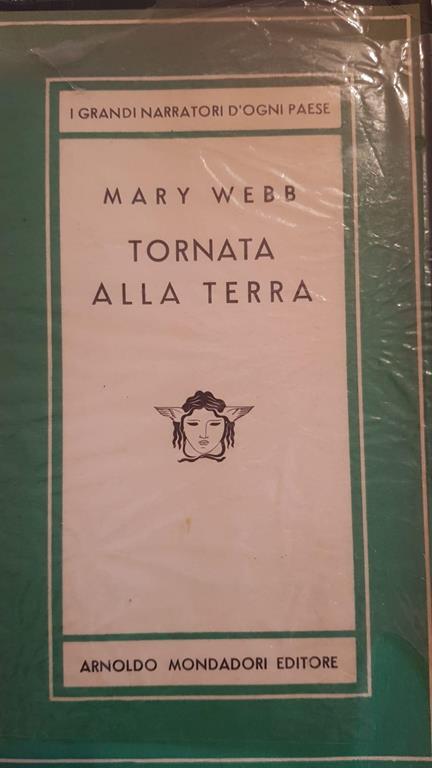 I GRANDI NARRATORI D'OGNI PAESE
MARY WEBB
TORNATA
ALLA TERRA
ARNOLDO MONDADORI EDITORE